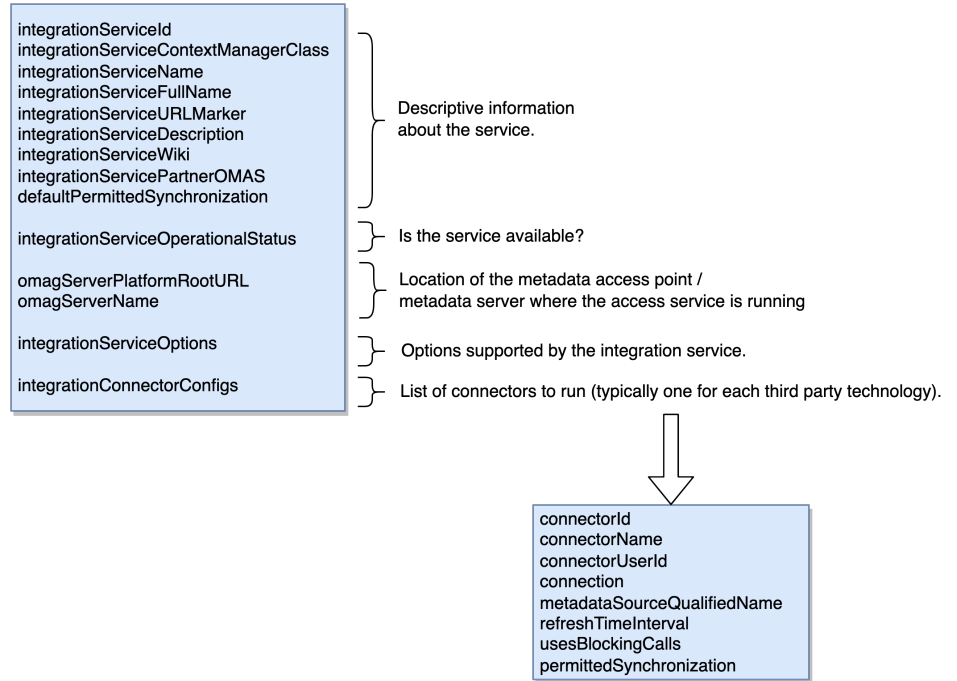 integrationServiceId
integrationServiceContextManagerClass
integrationServiceName
integrationServiceFullName
integrationServiceURLMarker
integrationServiceDescription
integrationServiceWiki
integrationServicePartnerOMAS
defaultPermittedSynchronization
Descriptive information
about the service.
integrationServiceOperationalStatus
Is the service available?
omagServerPlatformRootURL
omagServerName
Location of the metadata access point /
metadata server where the access service is running
integrationServiceOptions
Options supported by the integration service.
integrationConnectorConfigs
List of connectors to run (typically one for each third party technology).
connectorId
connectorName
connectorUserId
connection
metadataSourceQualifiedName
refreshTimeInterval
usesBlockingCalls
permittedSynchronization